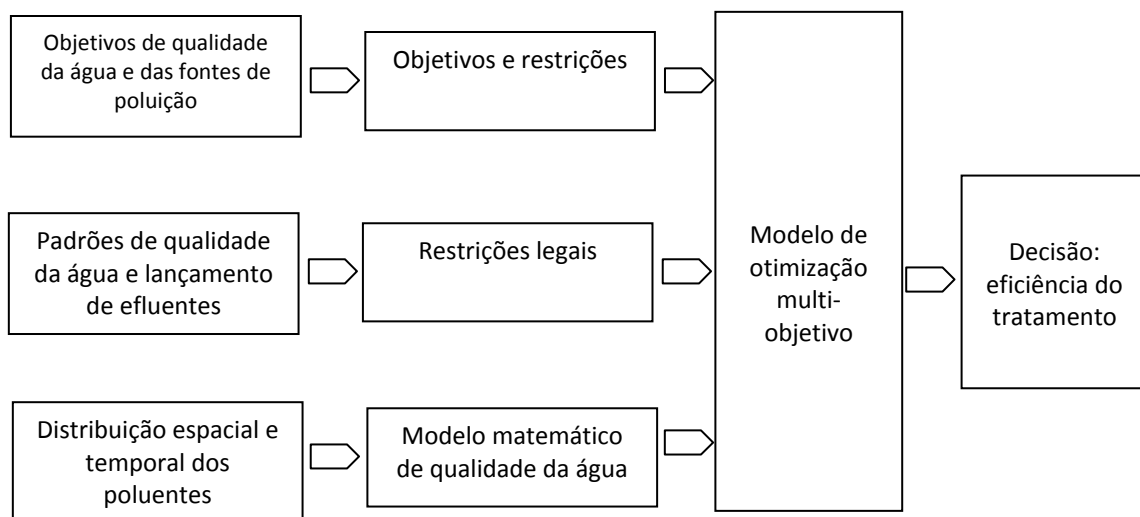 Objetivos de qualidade
da água e das fontes de
poluição
Objetivos e restrições
Padrões de qualidade
da água e lançamento
de efluentes
Restrições legais
Distribuição espacial e
temporal dos
poluentes
Modelo matemático
de qualidade da água
Modelo de
otimização
multi-
objetivo
Decisão:
eficiência do
tratamento